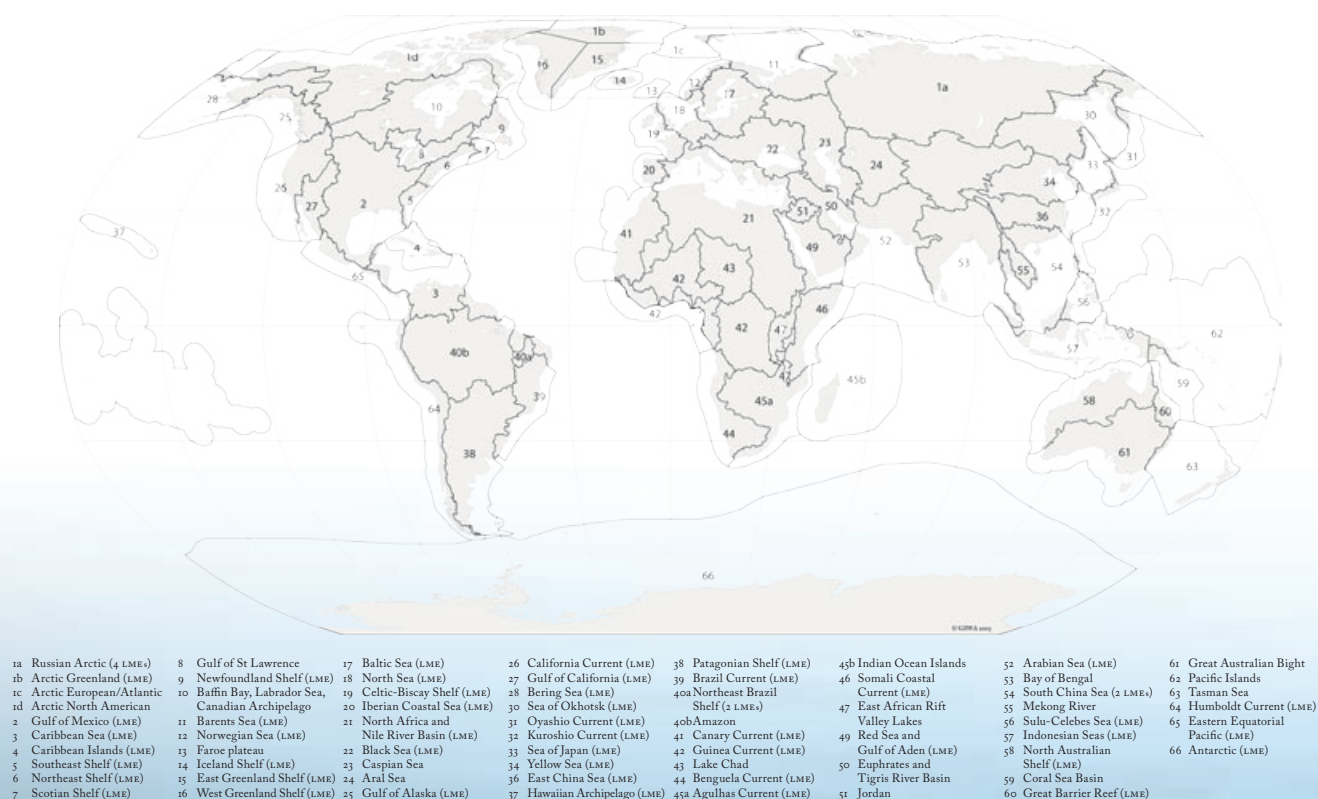 1b
1d
1c
16
15
14
11
28
12
13
17
1a
10
25
18
30
9
19
22
23
8
7
33
31
6
20
24
26
34
27
2
5
51
50
32
37
21
36
41
4
49
52
65
43
53
55
54
42
3
46
56
42
62
42
47
40b
40a
57
47
45b
59
39
45a
58
64
60
44
38
61
63
66
© GIWA 2003
1a Russian Arctic (4 LMEs)
1b Arctic Greenland (LME)
1c Arctic European/Atlantic
1d Arctic North American
2 Gulf of Mexico (LME)
3 Caribbean Sea (LME)
4 Caribbean Islands (LME)
5 Southeast Shelf (LME)
6 Northeast Shelf (LME)
7 Scotian Shelf (LME)
8 Gulf of St Lawrence
9 Newfoundland Shelf (LME)
10 Baffin Bay, Labrador Sea,
Canadian Archipelago
11 Barents Sea (LME)
12 Norwegian Sea (LME)
13 Faroe plateau
14 Iceland Shelf (LME)
15 East Greenland Shelf (LME)
16 West Greenland Shelf (LME)
17 Baltic Sea (LME)
18 North Sea (LME)
19 Celtic-Biscay Shelf (LME)
20 Iberian Coastal Sea (LME)
21 North Africa and
Nile River Basin (LME)
22 Black Sea (LME)
23 Caspian Sea
24 Aral Sea
25 Gulf of Alaska (LME)
26 California Current (LME)
27 Gulf of California (LME)
28 Bering Sea (LME)
30 Sea of Okhotsk (LME)
31 Oyashio Current (LME)
32 Kuroshio Current (LME)
33 Sea of Japan (LME)
34 Yellow Sea (LME)
36 East China Sea (LME)
37 Hawaiian Archipelago (LME)
38 Patagonian Shelf (LME)
39 Brazil Current (LME)
40a Northeast Brazil
Shelf (2 LMEs)
40b Amazon
41 Canary Current (LME)
42 Guinea Current (LME)
43 Lake Chad
44 Benguela Current (LME)
45a Agulhas Current (LME)
45b Indian Ocean Islands
46 Somali Coastal
Current (LME)
47 East African Rift
Valley Lakes
49 Red Sea and
Gulf of Aden (LME)
50 Euphrates and
Tigris River Basin
51 Jordan
52 Arabian Sea (LME)
53 Bay of Bengal
54 South China Sea (2 LMEs)
55 Mekong River
56 Sulu-Celebes Sea (LME)
57 Indonesian Seas (LME)
58 North Australian
Shelf (LME)
59 Coral Sea Basin
60 Great Barrier Reef (LME)
61 Great Australian Bight
62 Pacific Islands
63 Tasman Sea
64 Humboldt Current (LME)
65 Eastern Equatorial
Pacific (LME)
66 Antarctic (LME)